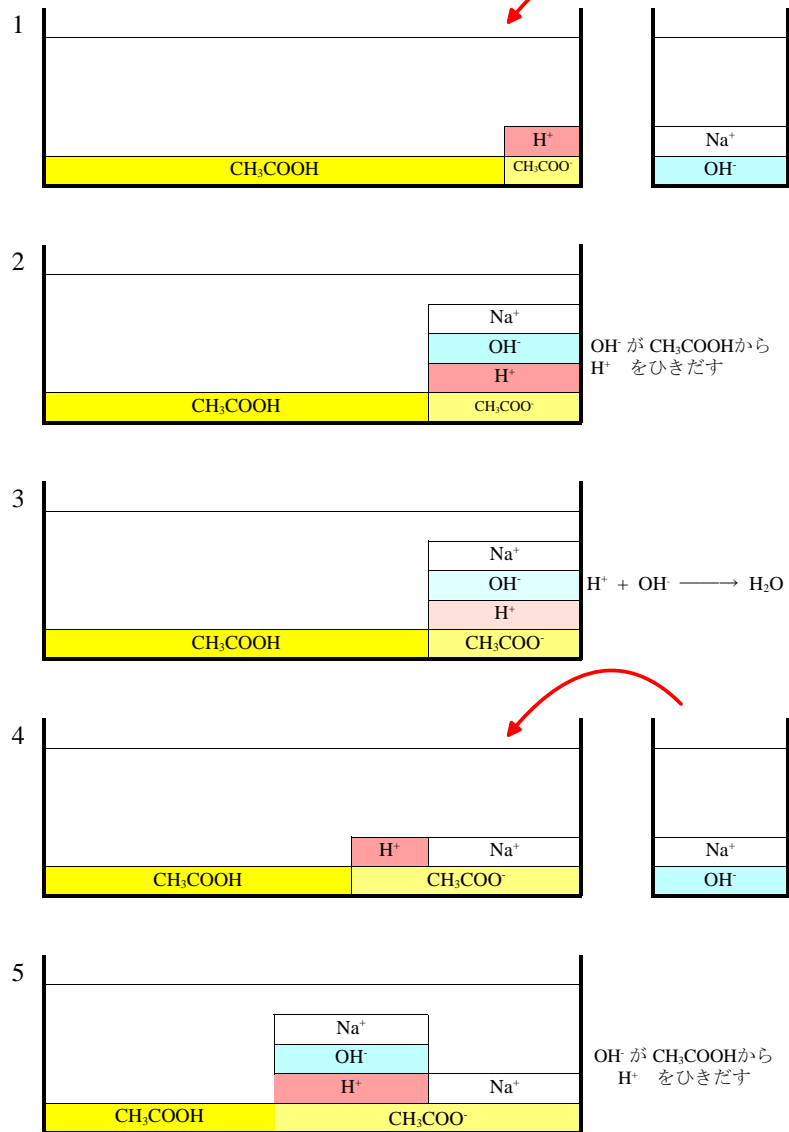 1
H⁺
Na⁺
CH₃COOH
CH₃COO⁻
OH⁻
2
Na⁺
OH⁻
H⁺
CH₃COOH
CH₃COO⁻
OH⁻ が CH₃COOHから
H⁺ をひきだす
3
Na⁺
OH⁻
H⁺
CH₃COOH
CH₃COO⁻
H⁺ + OH⁻ ⟶ H₂O
4
H⁺
Na⁺
Na⁺
CH₃COOH
CH₃COO⁻
OH⁻
5
Na⁺
OH⁻
H⁺
Na⁺
CH₃COOH
CH₃COO⁻
OH⁻ が CH₃COOHから
H⁺ をひきだす